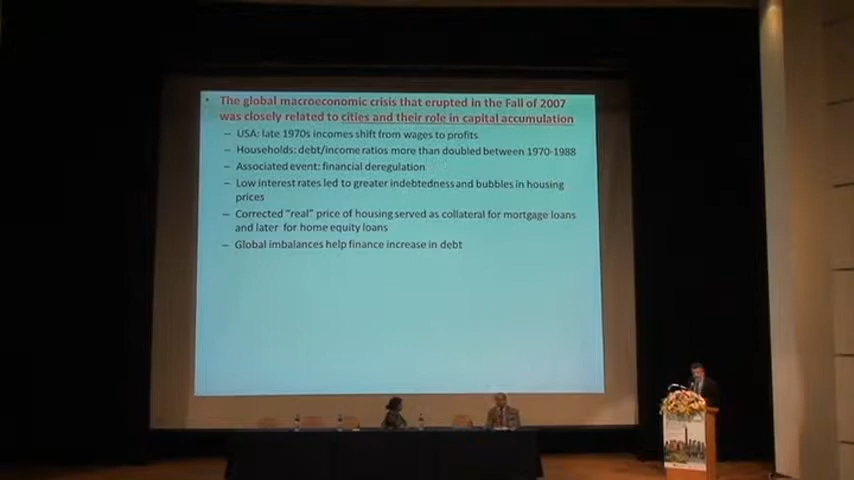 • The global macroeconomic crisis that erupted in the Fall of 2007
was closely related to cities and their role in capital accumulation
– USA: late 1970s incomes shift from wages to profits
– Households: debt/income ratios more than doubled between 1970-1988
– Associated event: financial deregulation
– Low interest rates led to greater indebtedness and bubbles in housing
prices
– Corrected "real" price of housing served as collateral for mortgage loans
and later for home equity loans
– Global imbalances help finance increase in debt